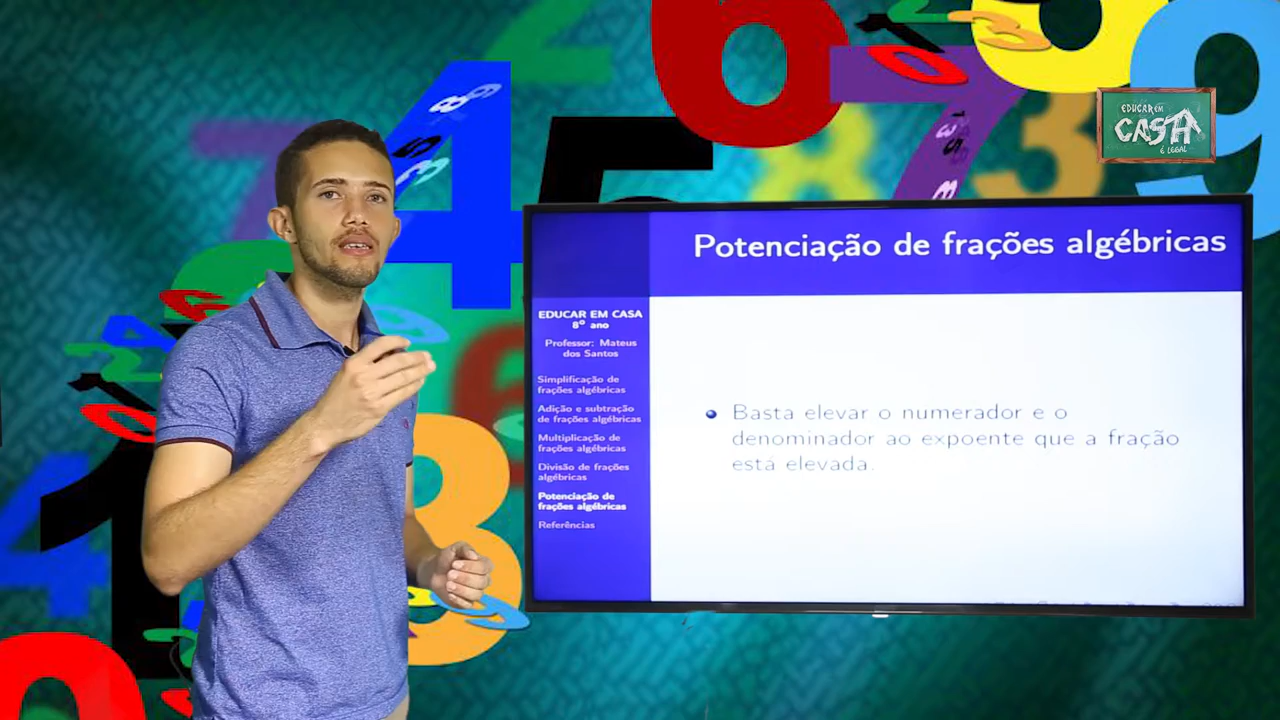 EDUCAR EM
CASA
É LEGAL
Potenciação de frações algébricas
EDUCAR EM CASA
8º ano
Professor: Mateus
dos Santos
Simplificação de
frações algébricas
Adição e subtração
de frações algébricas
Multiplicação de
frações algébricas
Divisão de frações
algébricas
Potenciação de
frações algébricas
Referências
Basta elevar o numerador e o
denominador ao expoente que a fração
está elevada.